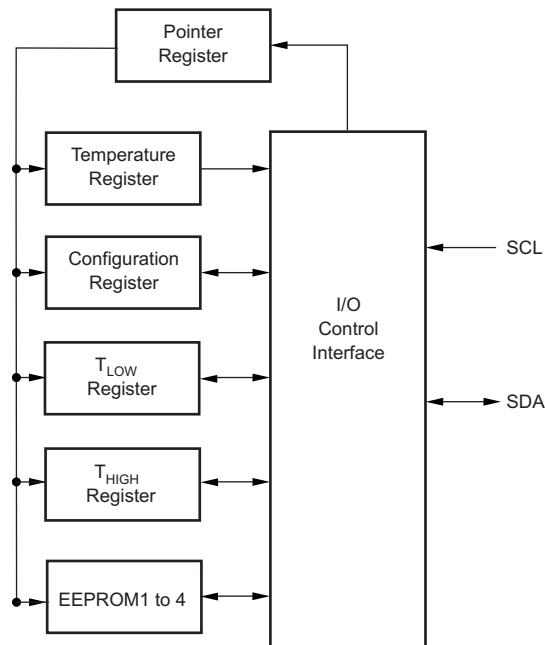 Pointer
Register
Temperature
Register
Configuration
Register
T_LOW
Register
T_HIGH
Register
EEPROM1 to 4
I/O
Control
Interface
SCL
SDA